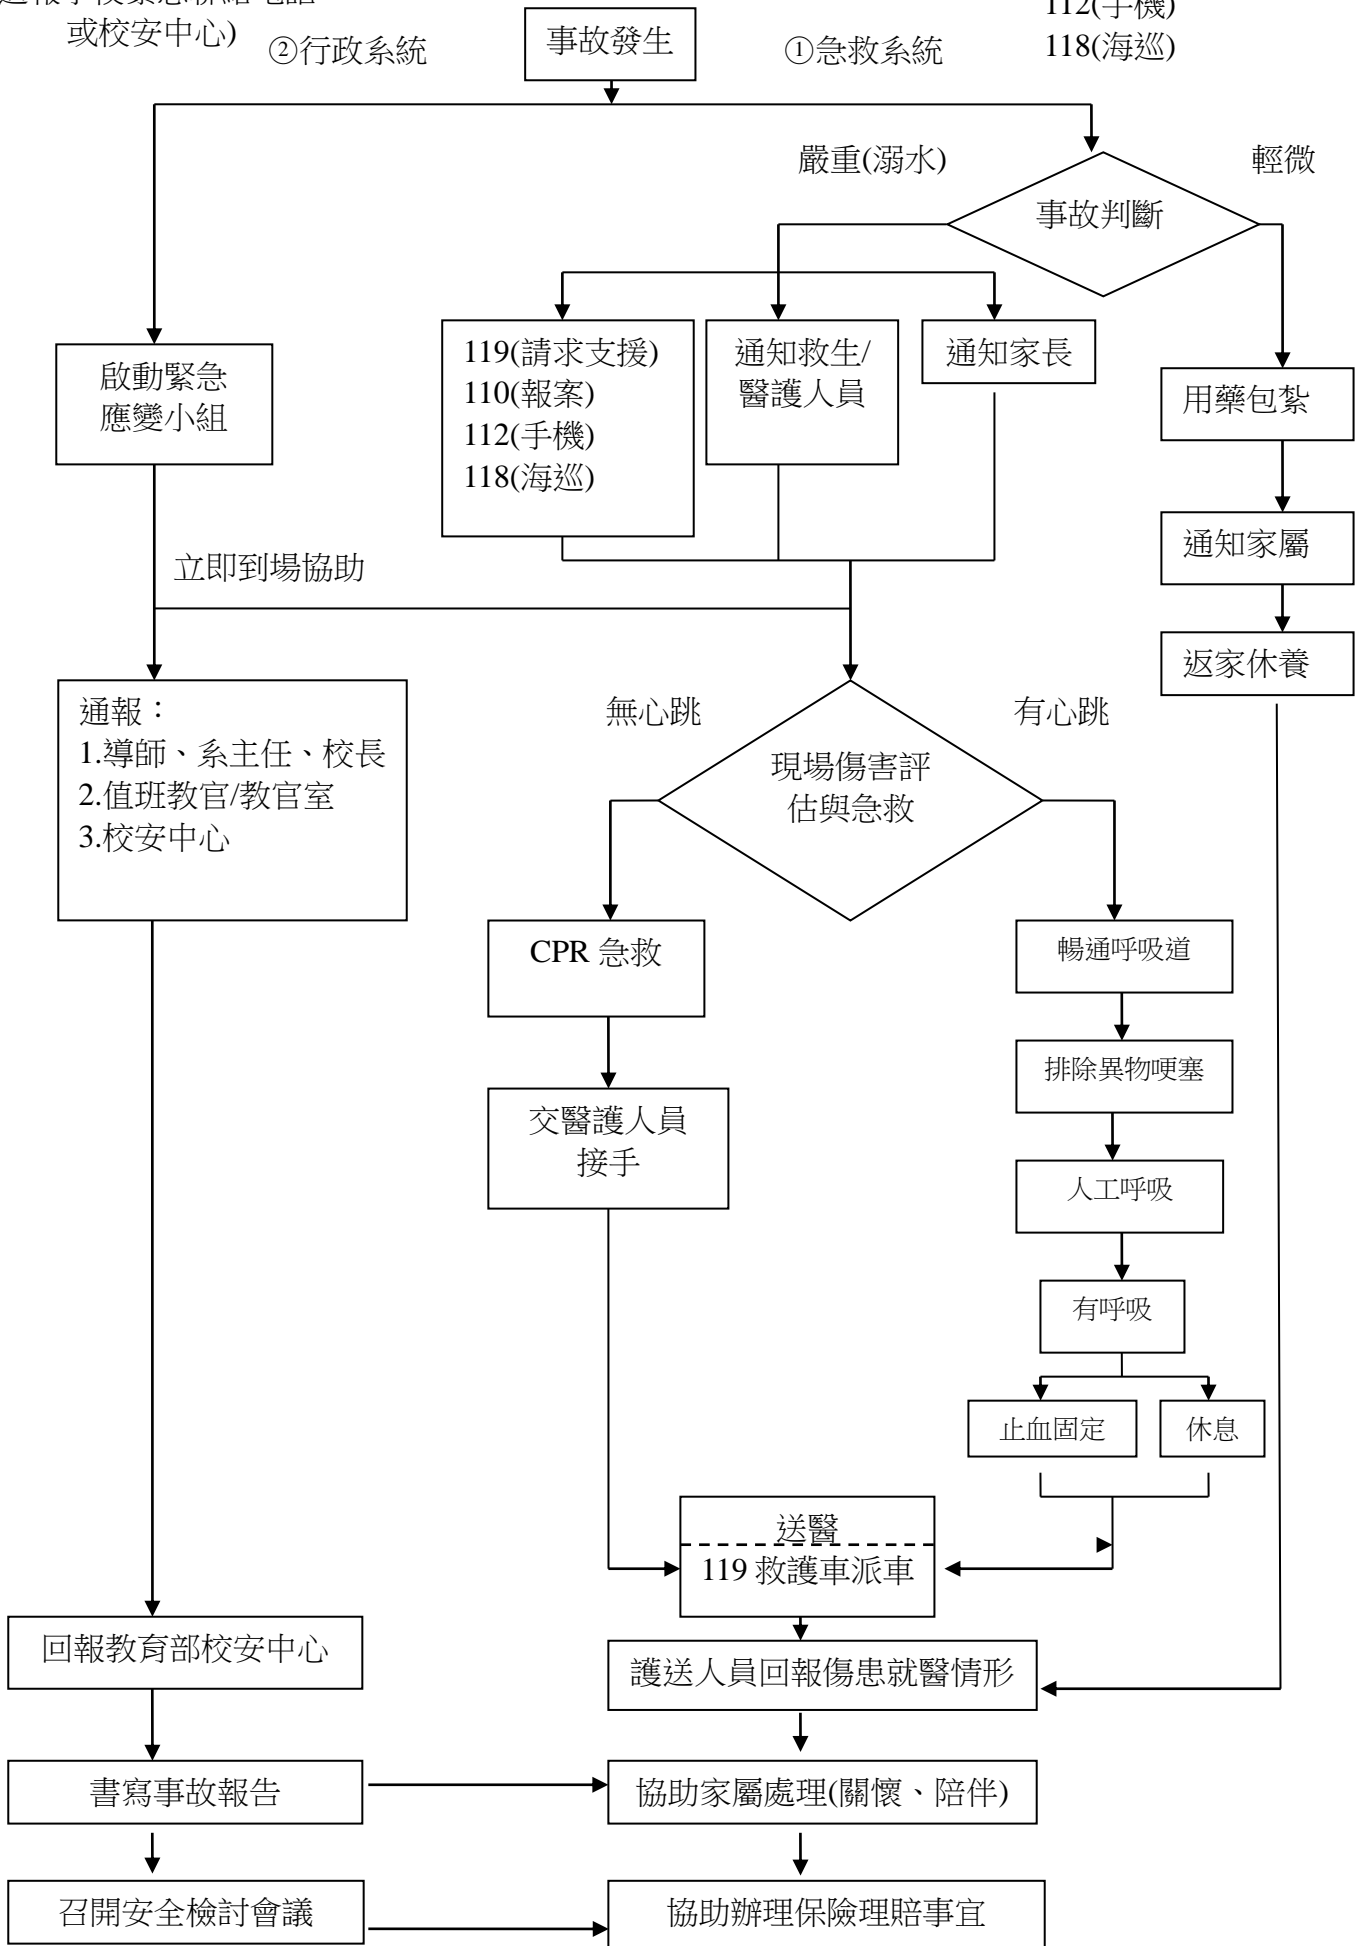 或校安中心)
②行政系統
事故發生
①急救系統
112(手機)
118(海巡)
嚴重(溺水)
輕微
事故判斷
119(請求支援)
110(報案)
112(手機)
118(海巡)
通知救生/
醫護人員
通知家長
啟動緊急
應變小組
用藥包紮
通知家屬
立即到場協助
返家休養
通報：
1.導師、系主任、校長
2.值班教官/教官室
3.校安中心
無心跳
有心跳
現場傷害評
估與急救
CPR 急救
暢通呼吸道
排除異物哽塞
交醫護人員
接手
人工呼吸
有呼吸
止血固定
休息
送醫
119 救護車派車
回報教育部校安中心
護送人員回報傷患就醫情形
書寫事故報告
協助家屬處理(關懷、陪伴)
召開安全檢討會議
協助辦理保險理賠事宜